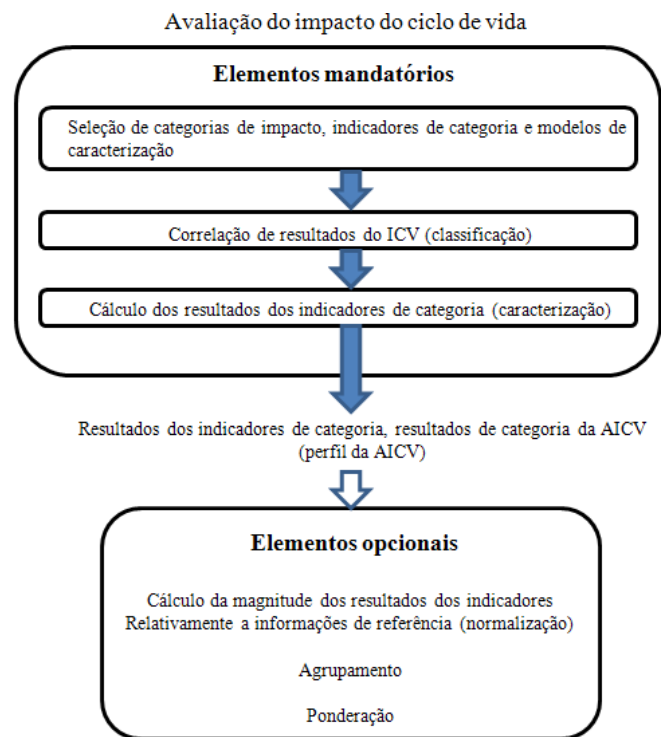 Avaliação do impacto do ciclo de vida
Elementos mandatórios
Seleção de categorias de impacto, indicadores de categoria e modelos de
caracterização
Correlação de resultados do ICV (classificação)
Cálculo dos resultados dos indicadores de categoria (caracterização)
Resultados dos indicadores de categoria, resultados de categoria da AICV
(perfil da AICV)
Elementos opcionais
Cálculo da magnitude dos resultados dos indicadores
Relativamente a informações de referência (normalização)
Agrupamento
Ponderação